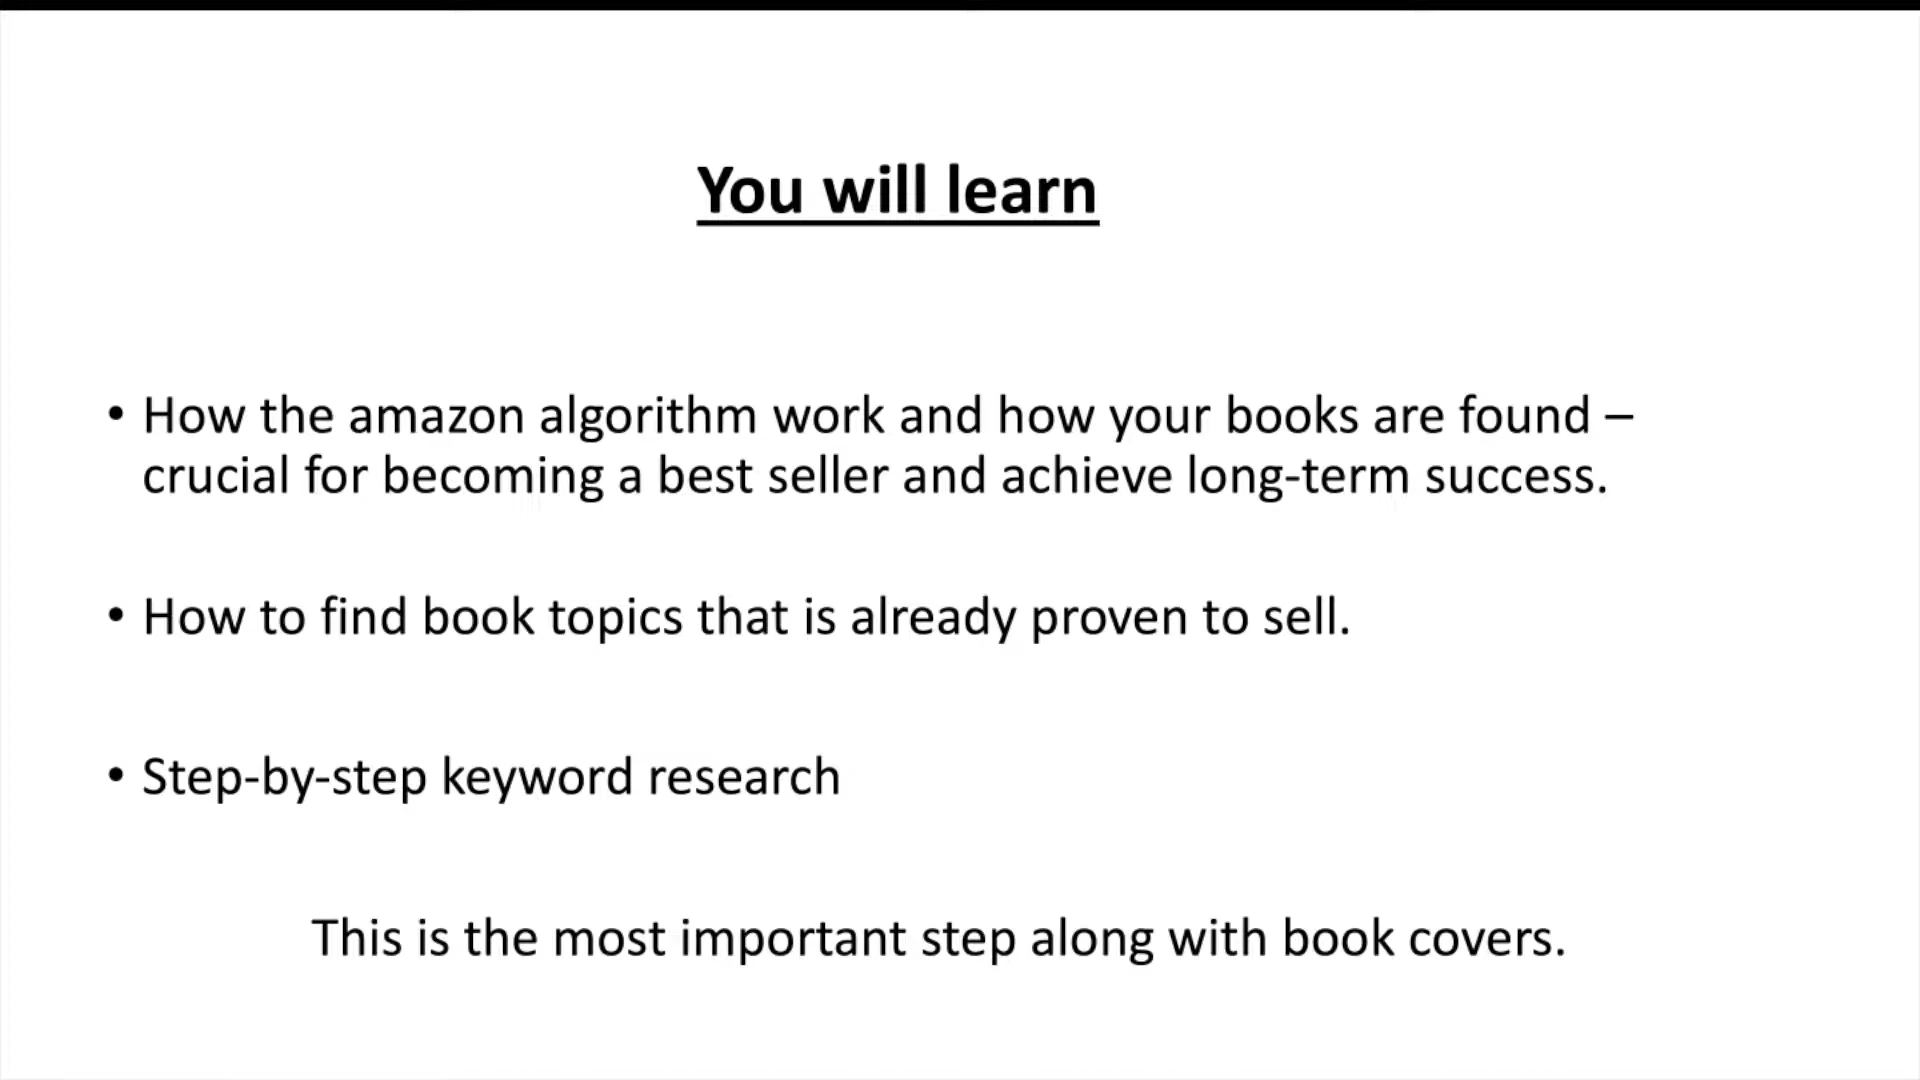 You will learn
• How the amazon algorithm work and how your books are found –
crucial for becoming a best seller and achieve long-term success.
• How to find book topics that is already proven to sell.
• Step-by-step keyword research
This is the most important step along with book covers.